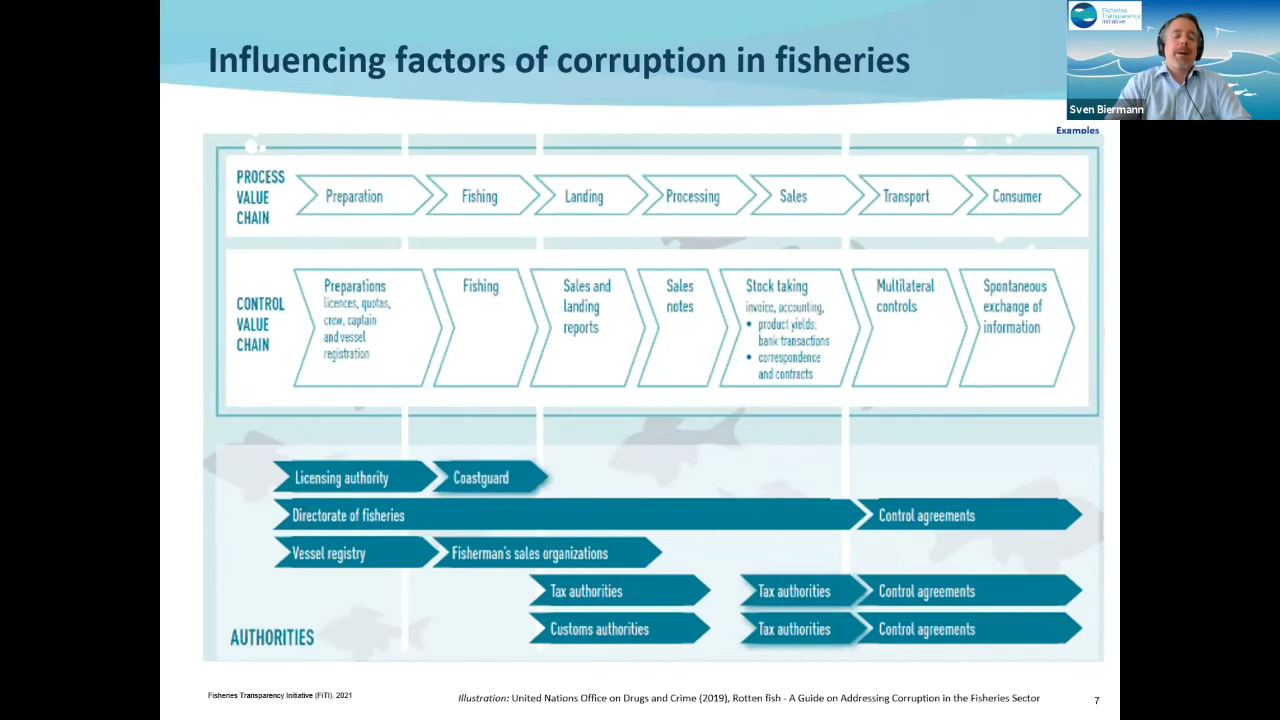 Influencing factors of corruption in fisheries
Fisheries
Transparency
Initiative
Sven Biermann
Examples
PROCESS
VALUE
CHAIN
Preparation
Fishing
Landing
Processing
Sales
Transport
Consumer
CONTROL
VALUE
CHAIN
Preparations
licences, quotas,
crew, captain
and vessel
registration
Fishing
Sales and
landing
reports
Sales
notes
Stock taking
invoice, accounting,
• product yields;
bank transactions
• correspondence
and contracts
Multilateral
controls
Spontaneous
exchange of
information
Licensing authority
Coastguard
Directorate of fisheries
Control agreements
Vessel registry
Fisherman's sales organizations
Tax authorities
Tax authorities
Control agreements
Customs authorities
Tax authorities
Control agreements
AUTHORITIES
Fisheries Transparency Initiative (FiTI), 2021
Illustration: United Nations Office on Drugs and Crime (2019), Rotten fish - A Guide on Addressing Corruption in the Fisheries Sector
7